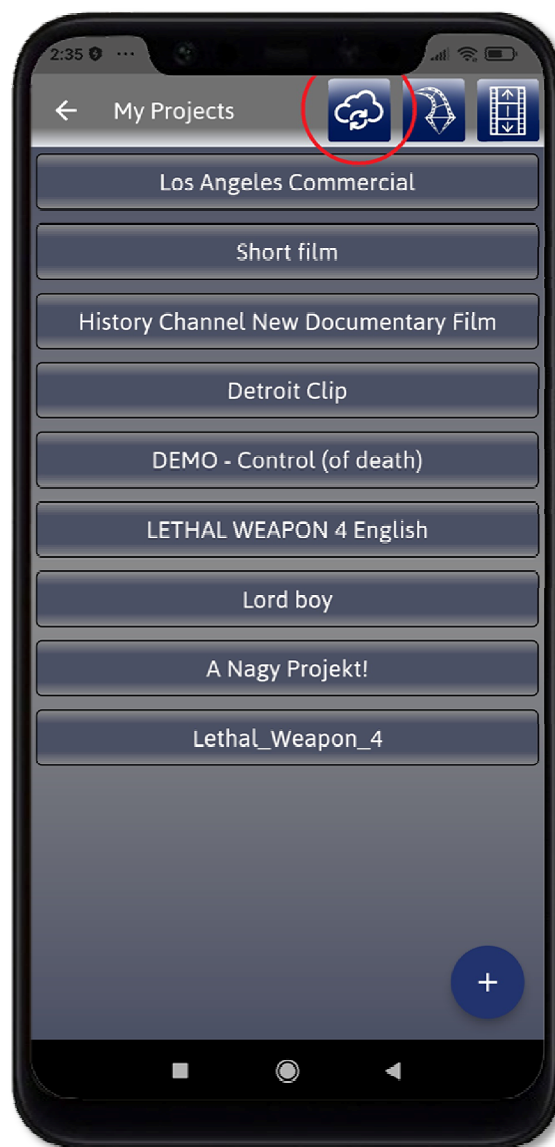 2:35
My Projects
Los Angeles Commercial
Short film
History Channel New Documentary Film
Detroit Clip
DEMO - Control (of death)
LETHAL WEAPON 4 English
Lord boy
A Nagy Projekt!
Lethal_Weapon_4